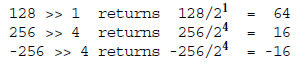 128 >> 1 returns 128/2¹ = 64
256 >> 4 returns 256/2⁴ = 16
-256 >> 4 returns -256/2⁴ = -16